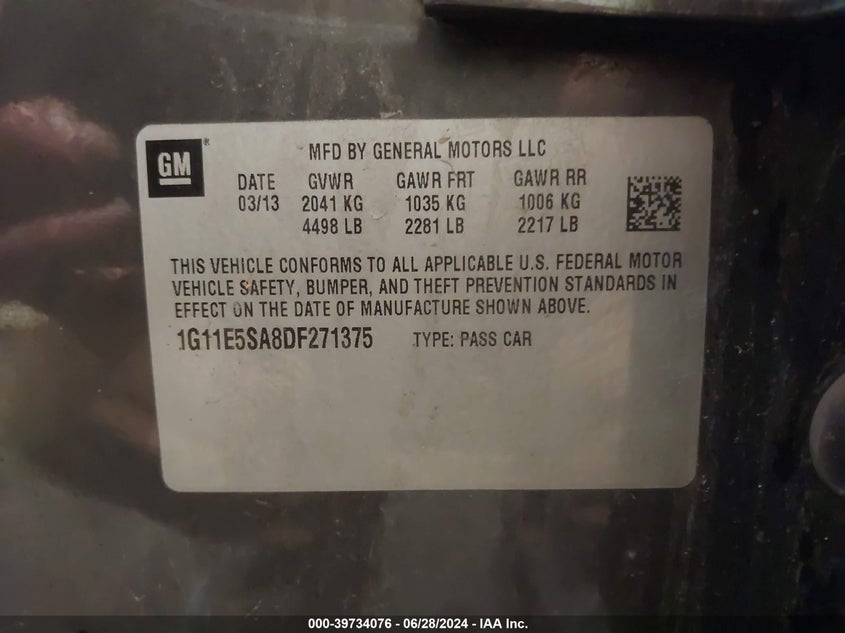 GM ®
MFD BY GENERAL MOTORS LLC
DATE GVWR GAWR FRT GAWR RR
03/13 2041 KG 1035 KG 1006 KG
4498 LB 2281 LB 2217 LB
THIS VEHICLE CONFORMS TO ALL APPLICABLE U.S. FEDERAL MOTOR
VEHICLE SAFETY, BUMPER, AND THEFT PREVENTION STANDARDS IN
EFFECT ON THE DATE OF MANUFACTURE SHOWN ABOVE.
1G11E5SA8DF271375 TYPE: PASS CAR
000-39734076 - 06/28/2024 - IAA Inc.